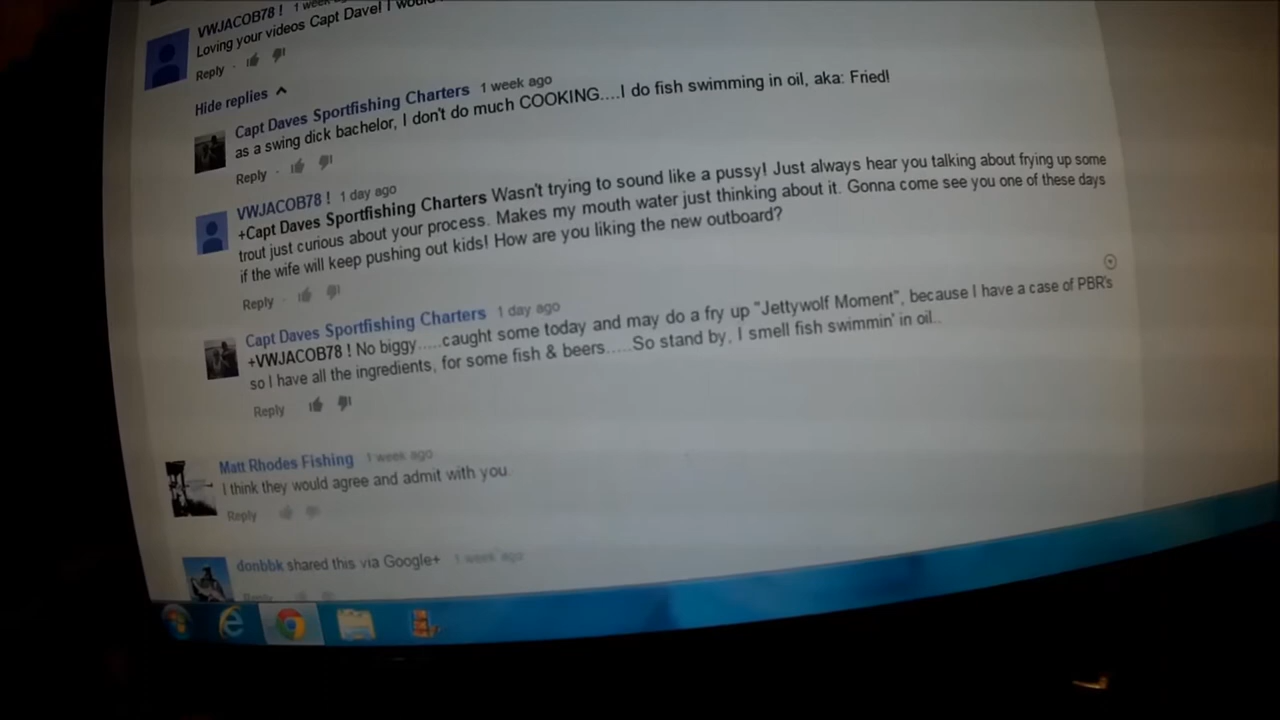 VWJACOB78 ! 1 week
Loving your videos Capt Dave! I would
Reply
Hide replies
Capt Daves Sportfishing Charters 1 week ago
as a swing dick bachelor, I don't do much COOKING....I do fish swimming in oil, aka: Fried!
Reply
VWJACOB78 ! 1 day ago
+Capt Daves Sportfishing Charters Wasn't trying to sound like a pussy! Just always hear you talking about frying up some
trout just curious about your process. Makes my mouth water just thinking about it. Gonna come see you one of these days
if the wife will keep pushing out kids! How are you liking the new outboard?
Reply
Capt Daves Sportfishing Charters 1 day ago
+VWJACOB78 ! No biggy.....caught some today and may do a fry up "Jettywolf Moment", because I have a case of PBR's
so I have all the ingredients, for some fish & beers.....So stand by, I smell fish swimmin' in oil..
Reply
Matt Rhodes Fishing 1 week ago
I think they would agree and admit with you.
Reply
donbbk shared this via Google+ 1 week ago
Reply